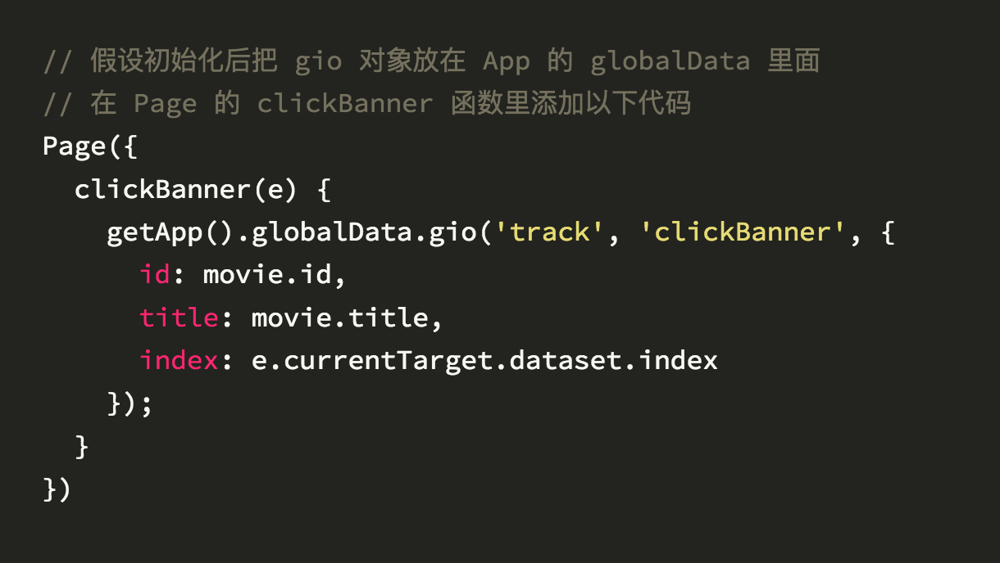 // 假设初始化后把 gio 对象放在 App 的 globalData 里面
// 在 Page 的 clickBanner 函数里添加以下代码
Page({
  clickBanner(e) {
    getApp().globalData.gio('track', 'clickBanner', {
      id: movie.id,
      title: movie.title,
      index: e.currentTarget.dataset.index
    });
  }
})